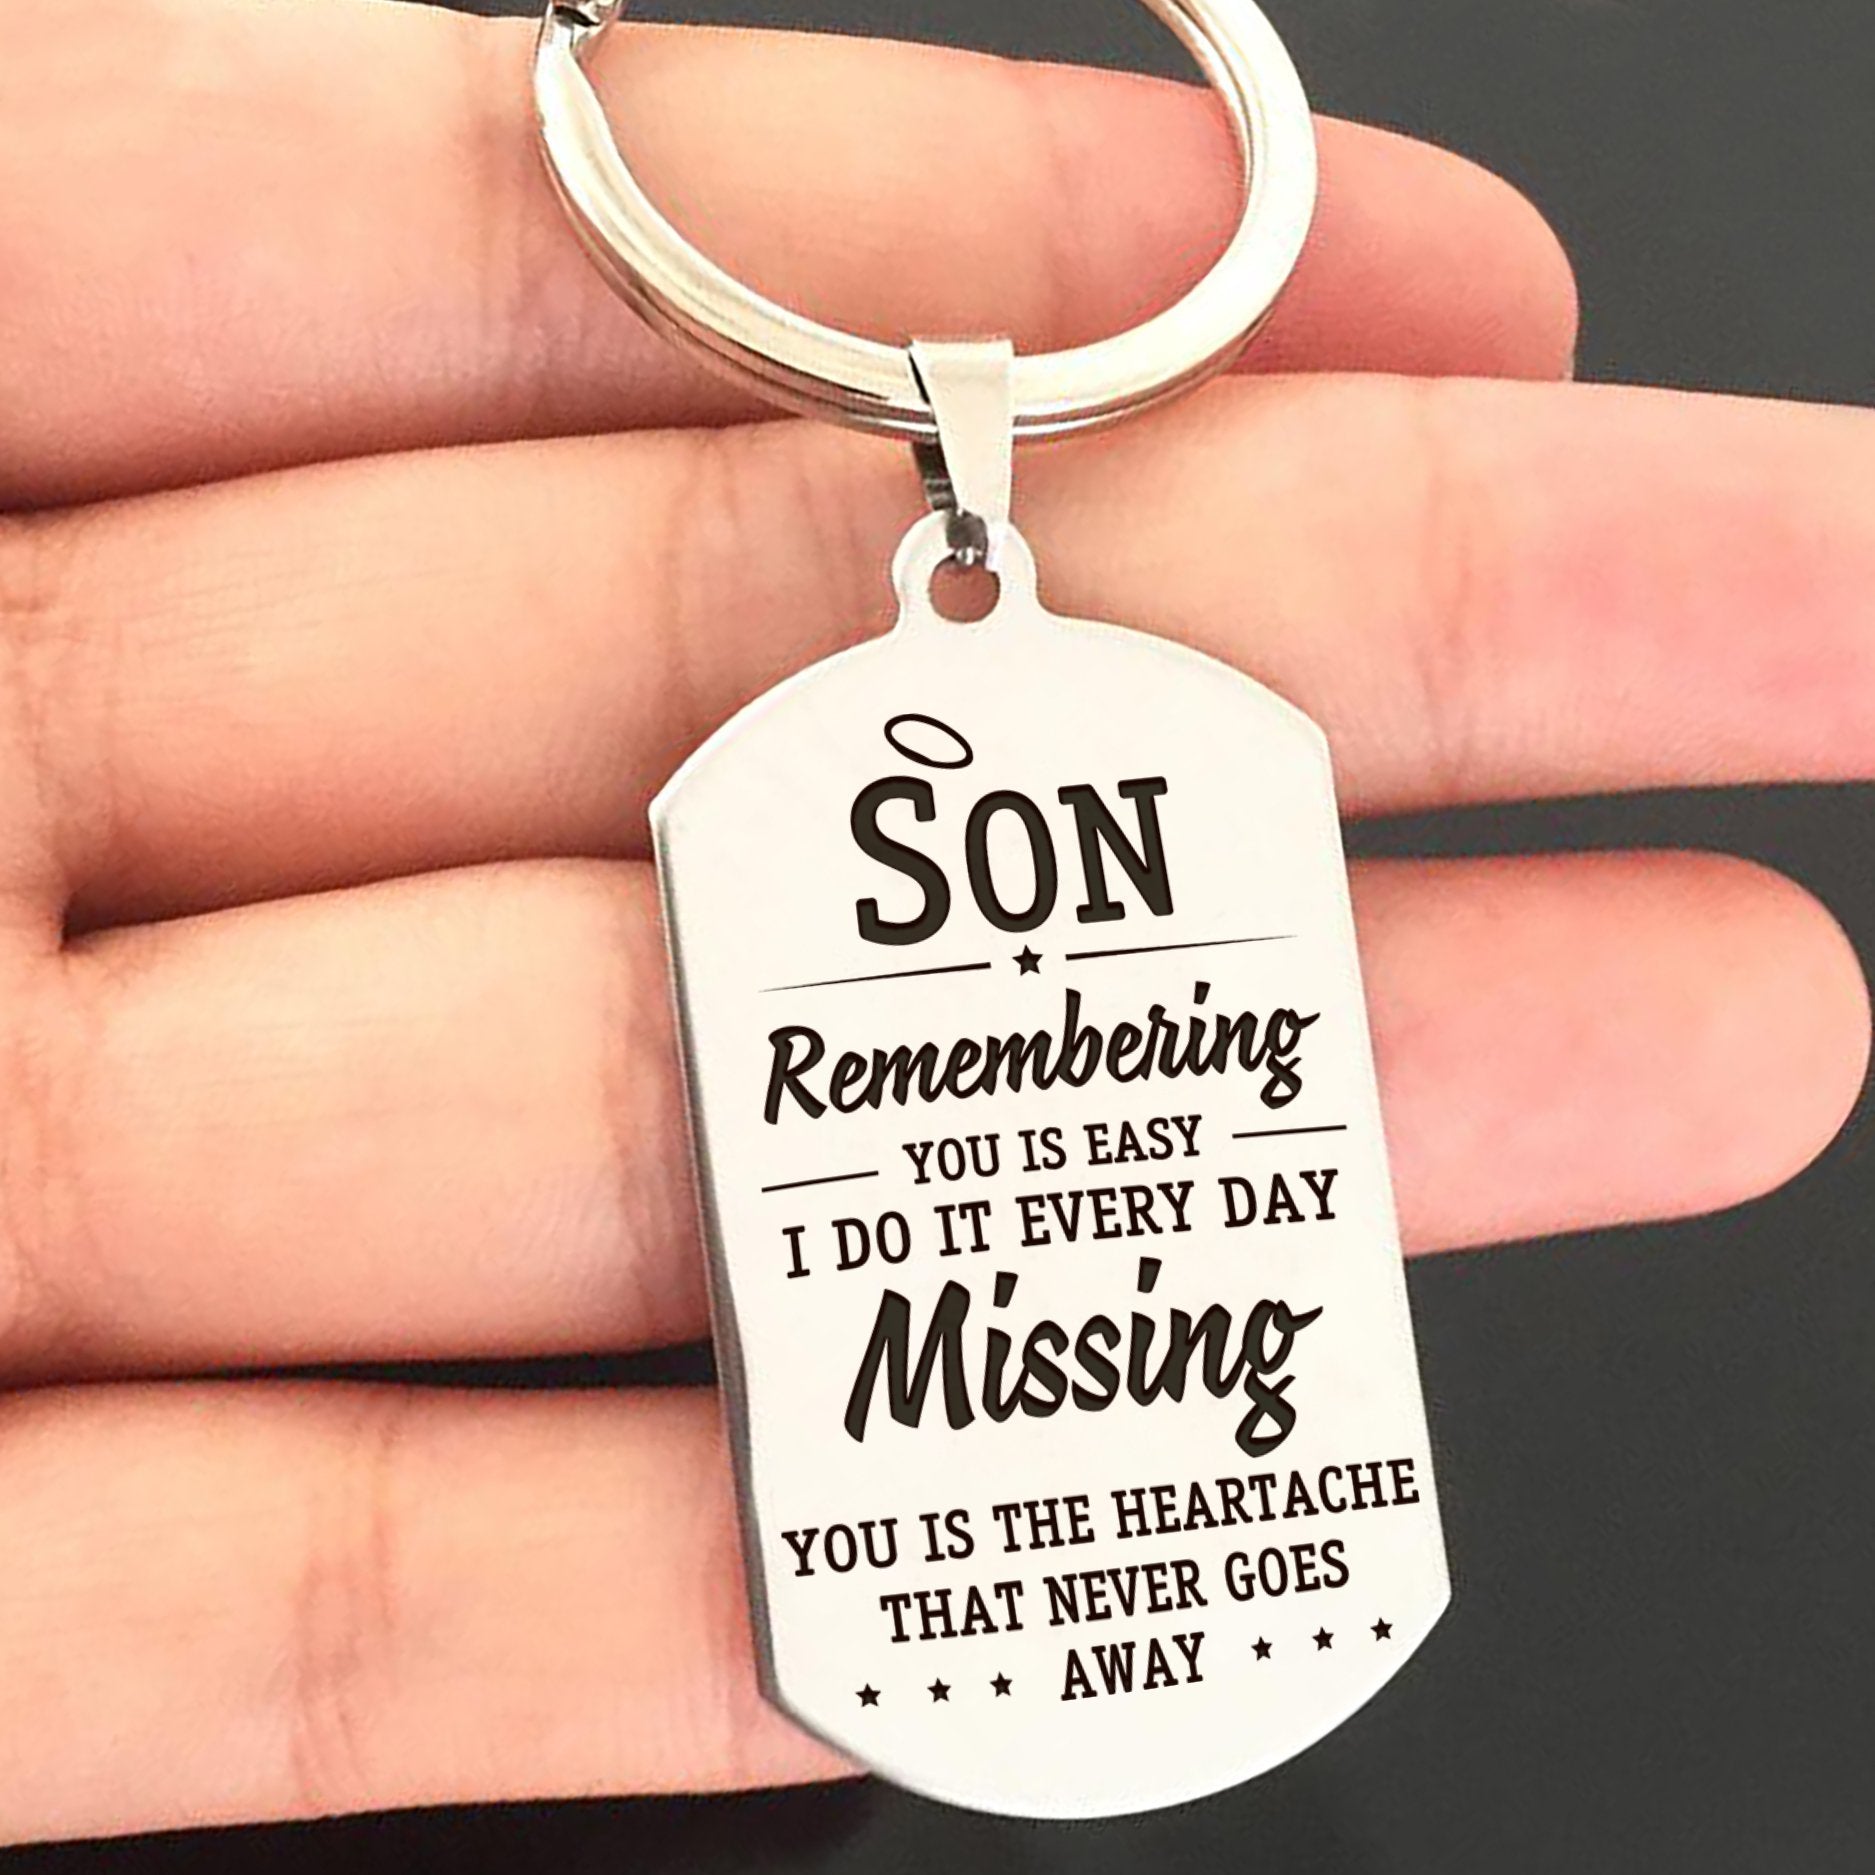 SON
Remembering
YOU IS EASY
I DO IT EVERY DAY
Missing
YOU IS THE HEARTACHE
THAT NEVER GOES
AWAY